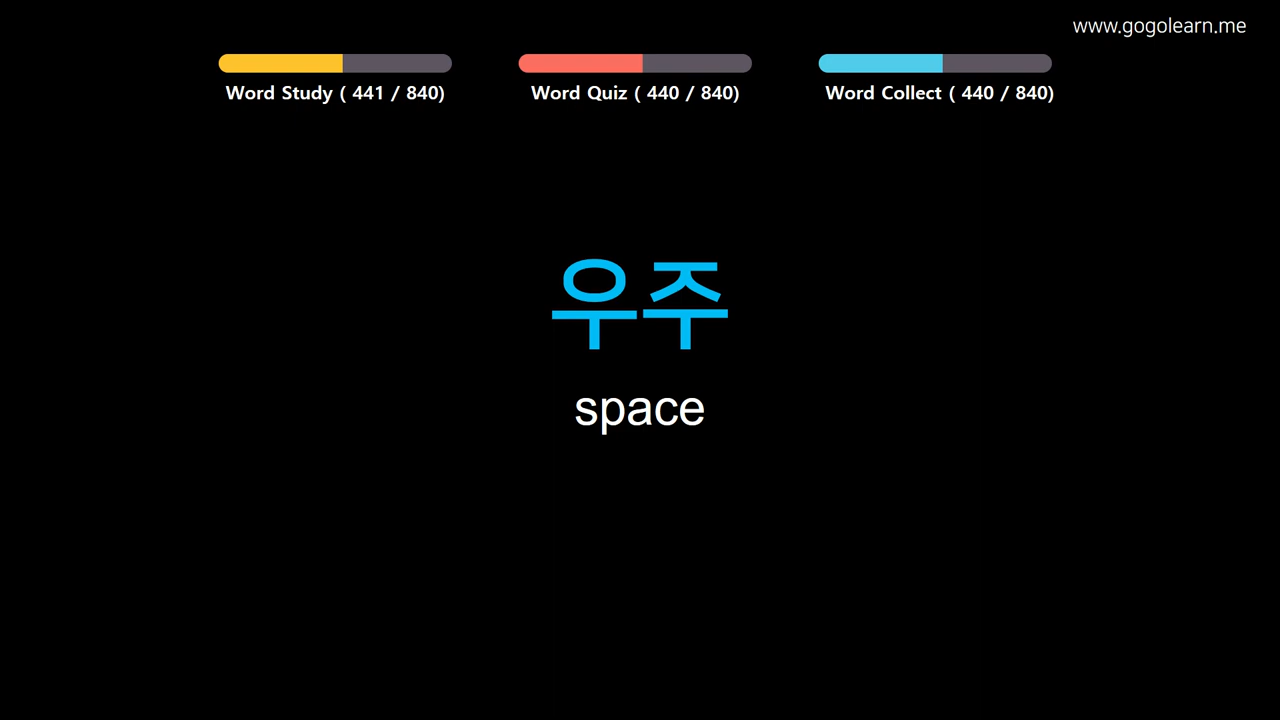 www.gogolearn.me
Word Study ( 441 / 840)
Word Quiz ( 440 / 840)
Word Collect ( 440 / 840)
우주
space